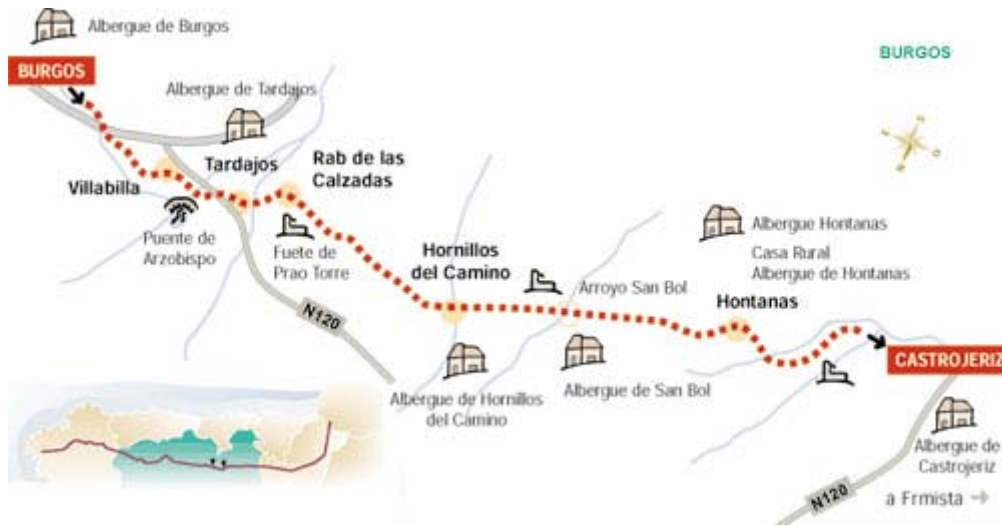 Albergue de Burgos
BURGOS
BURGOS
Albergue de Tardajos
Tardajos
Rab de las
Calzadas
Villabilla
Puente de
Arzobispo
Fuete de
Prao Torre
Hornillos
del Camino
Albergue Hontanas
Casa Rural
Albergue de Hontanas
Arroyo San Bol
Hontanas
N120
CASTROJERIZ
Albergue de Hornillos
del Camino
Albergue de San Bol
Albergue de
Castrojeriz
N120
a Frmista